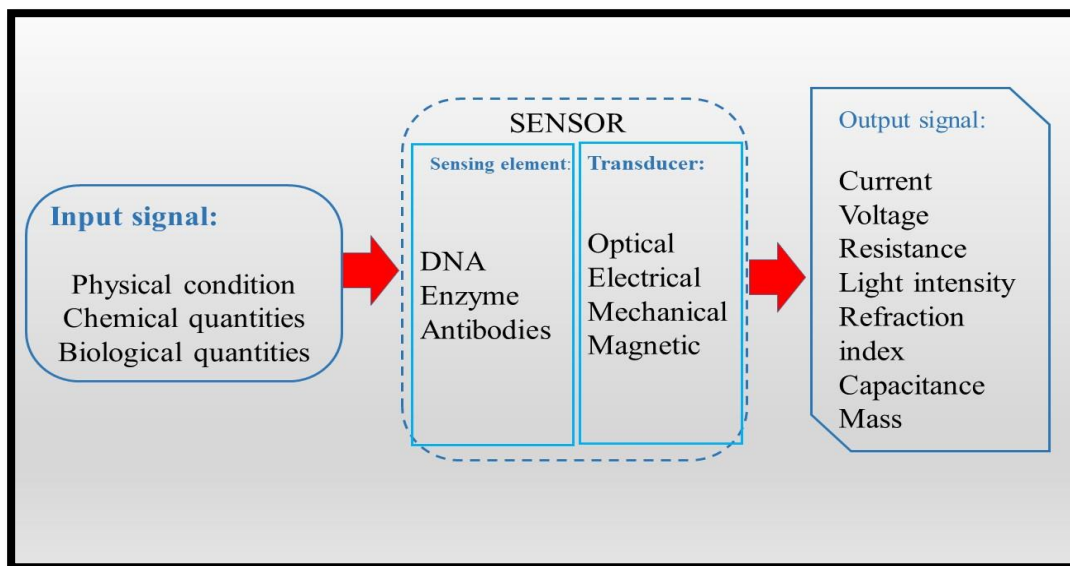 Input signal:
Physical condition
Chemical quantities
Biological quantities
SENSOR
Sensing element:
DNA
Enzyme
Antibodies
Transducer:
Optical
Electrical
Mechanical
Magnetic
Output signal:
Current
Voltage
Resistance
Light intensity
Refraction
index
Capacitance
Mass